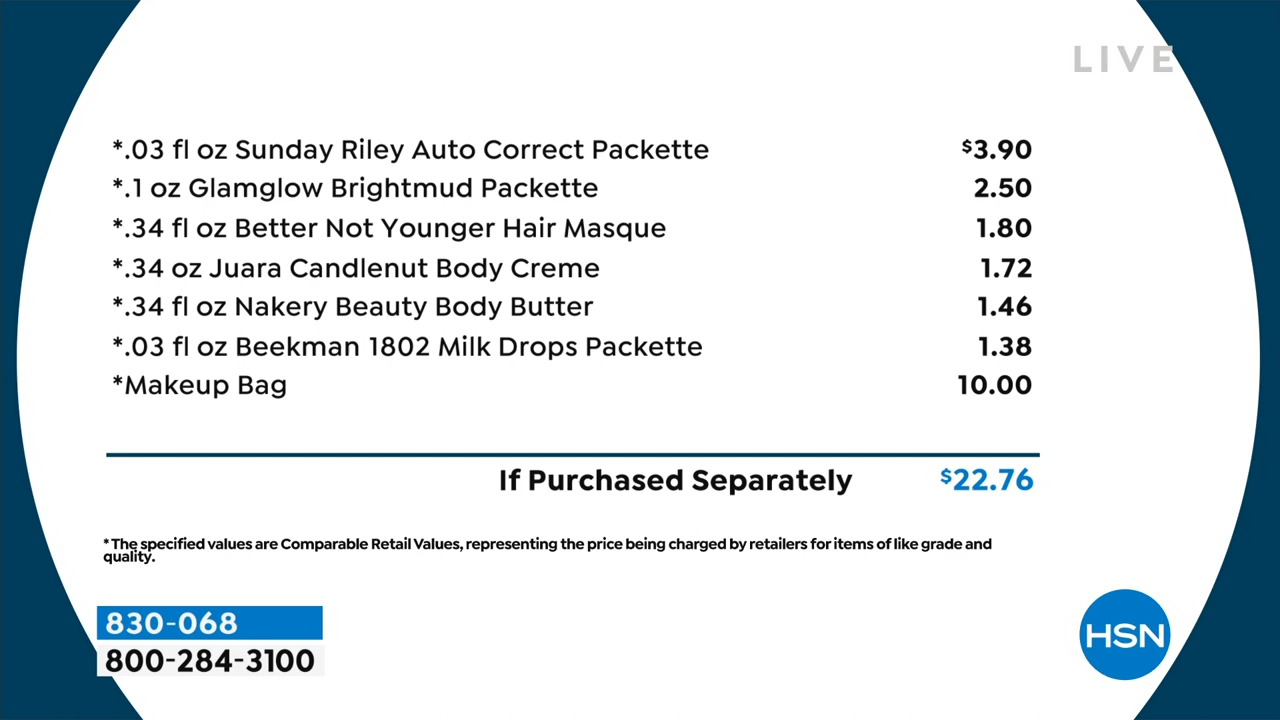 LIVE
*.03 fl oz Sunday Riley Auto Correct Packette $3.90
*.1 oz Glamglow Brightmud Packette 2.50
*.34 fl oz Better Not Younger Hair Masque 1.80
*.34 oz Juara Candlenut Body Creme 1.72
*.34 fl oz Nakery Beauty Body Butter 1.46
*.03 fl oz Beekman 1802 Milk Drops Packette 1.38
*Makeup Bag 10.00
If Purchased Separately $22.76
*The specified values are Comparable Retail Values, representing the price being charged by retailers for items of like grade and
quality.
830-068
800-284-3100
HSN